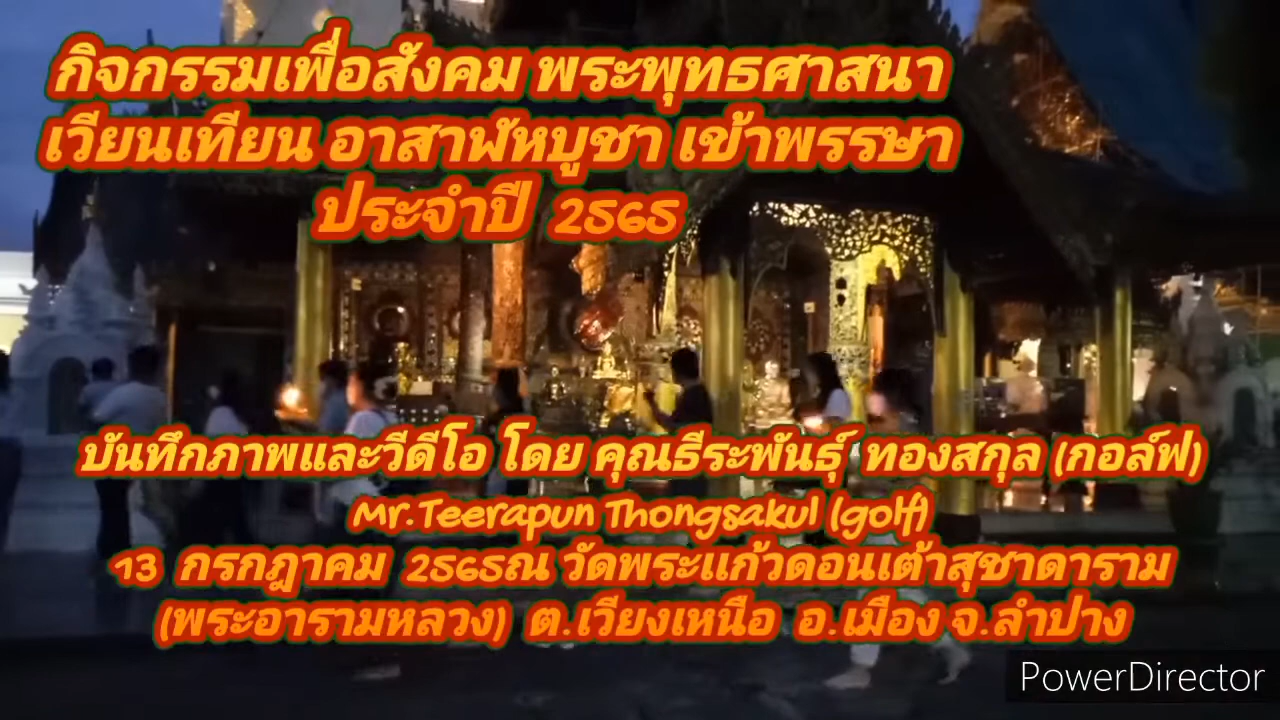 กิจกรรมเพื่อสังคม พระพุทธศาสนา
เวียนเทียน อาสาฬหบูชา เข้าพรรษา
ประจำปี 2565
บันทึกภาพและวีดีโอ โดย คุณธีระพันธุ์ ทองสกุล (กอล์ฟ)
Mr.Teerapun Thongsakul (golf)
13 กรกฎาคม 2565ณ วัดพระแก้วดอนเต้าสุชาดาราม
(พระอารามหลวง) ต.เวียงเหนือ อ.เมือง จ.ลำปาง
PowerDirector